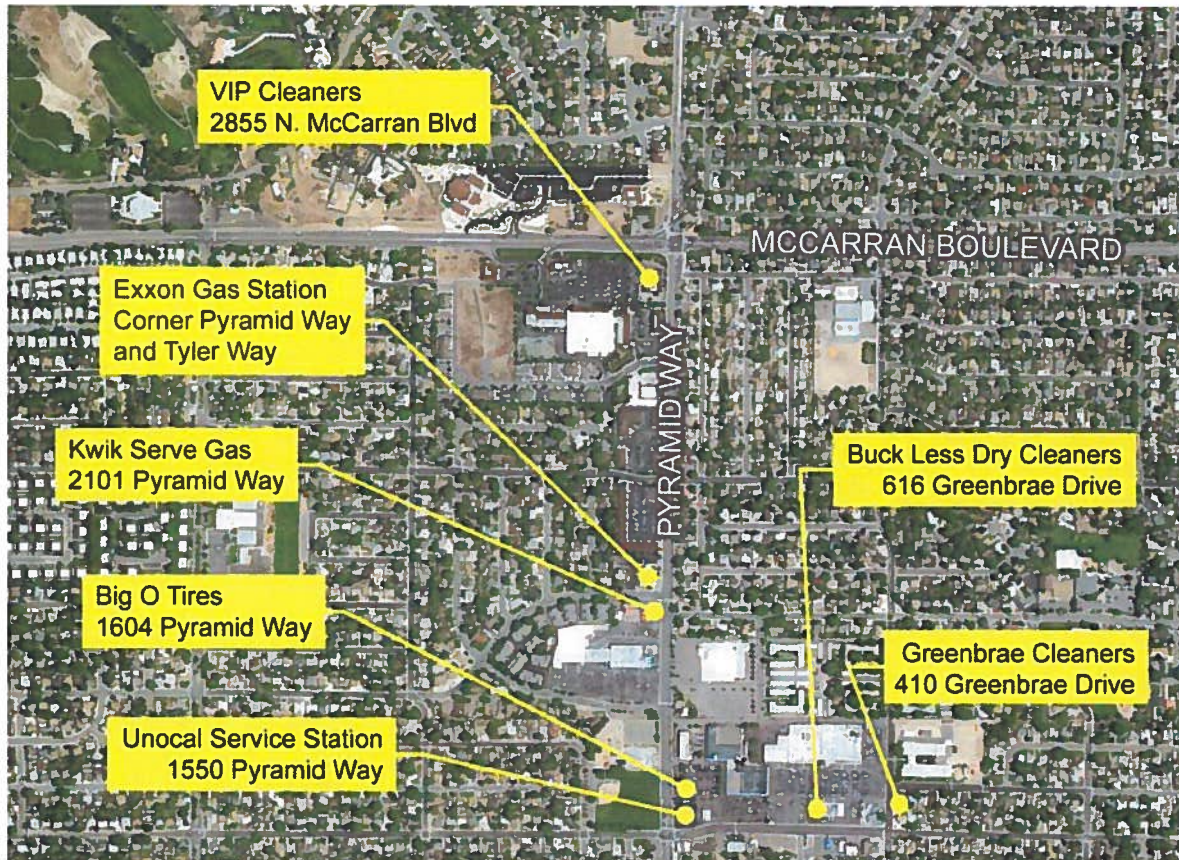 VIP Cleaners
2855 N. McCarran Blvd
MCCARRAN BOULEVARD
Exxon Gas Station
Corner Pyramid Way
and Tyler Way
PYRAMID WAY
Kwik Serve Gas
2101 Pyramid Way
Buck Less Dry Cleaners
616 Greenbrae Drive
Big O Tires
1604 Pyramid Way
Greenbrae Cleaners
410 Greenbrae Drive
Unocal Service Station
1550 Pyramid Way